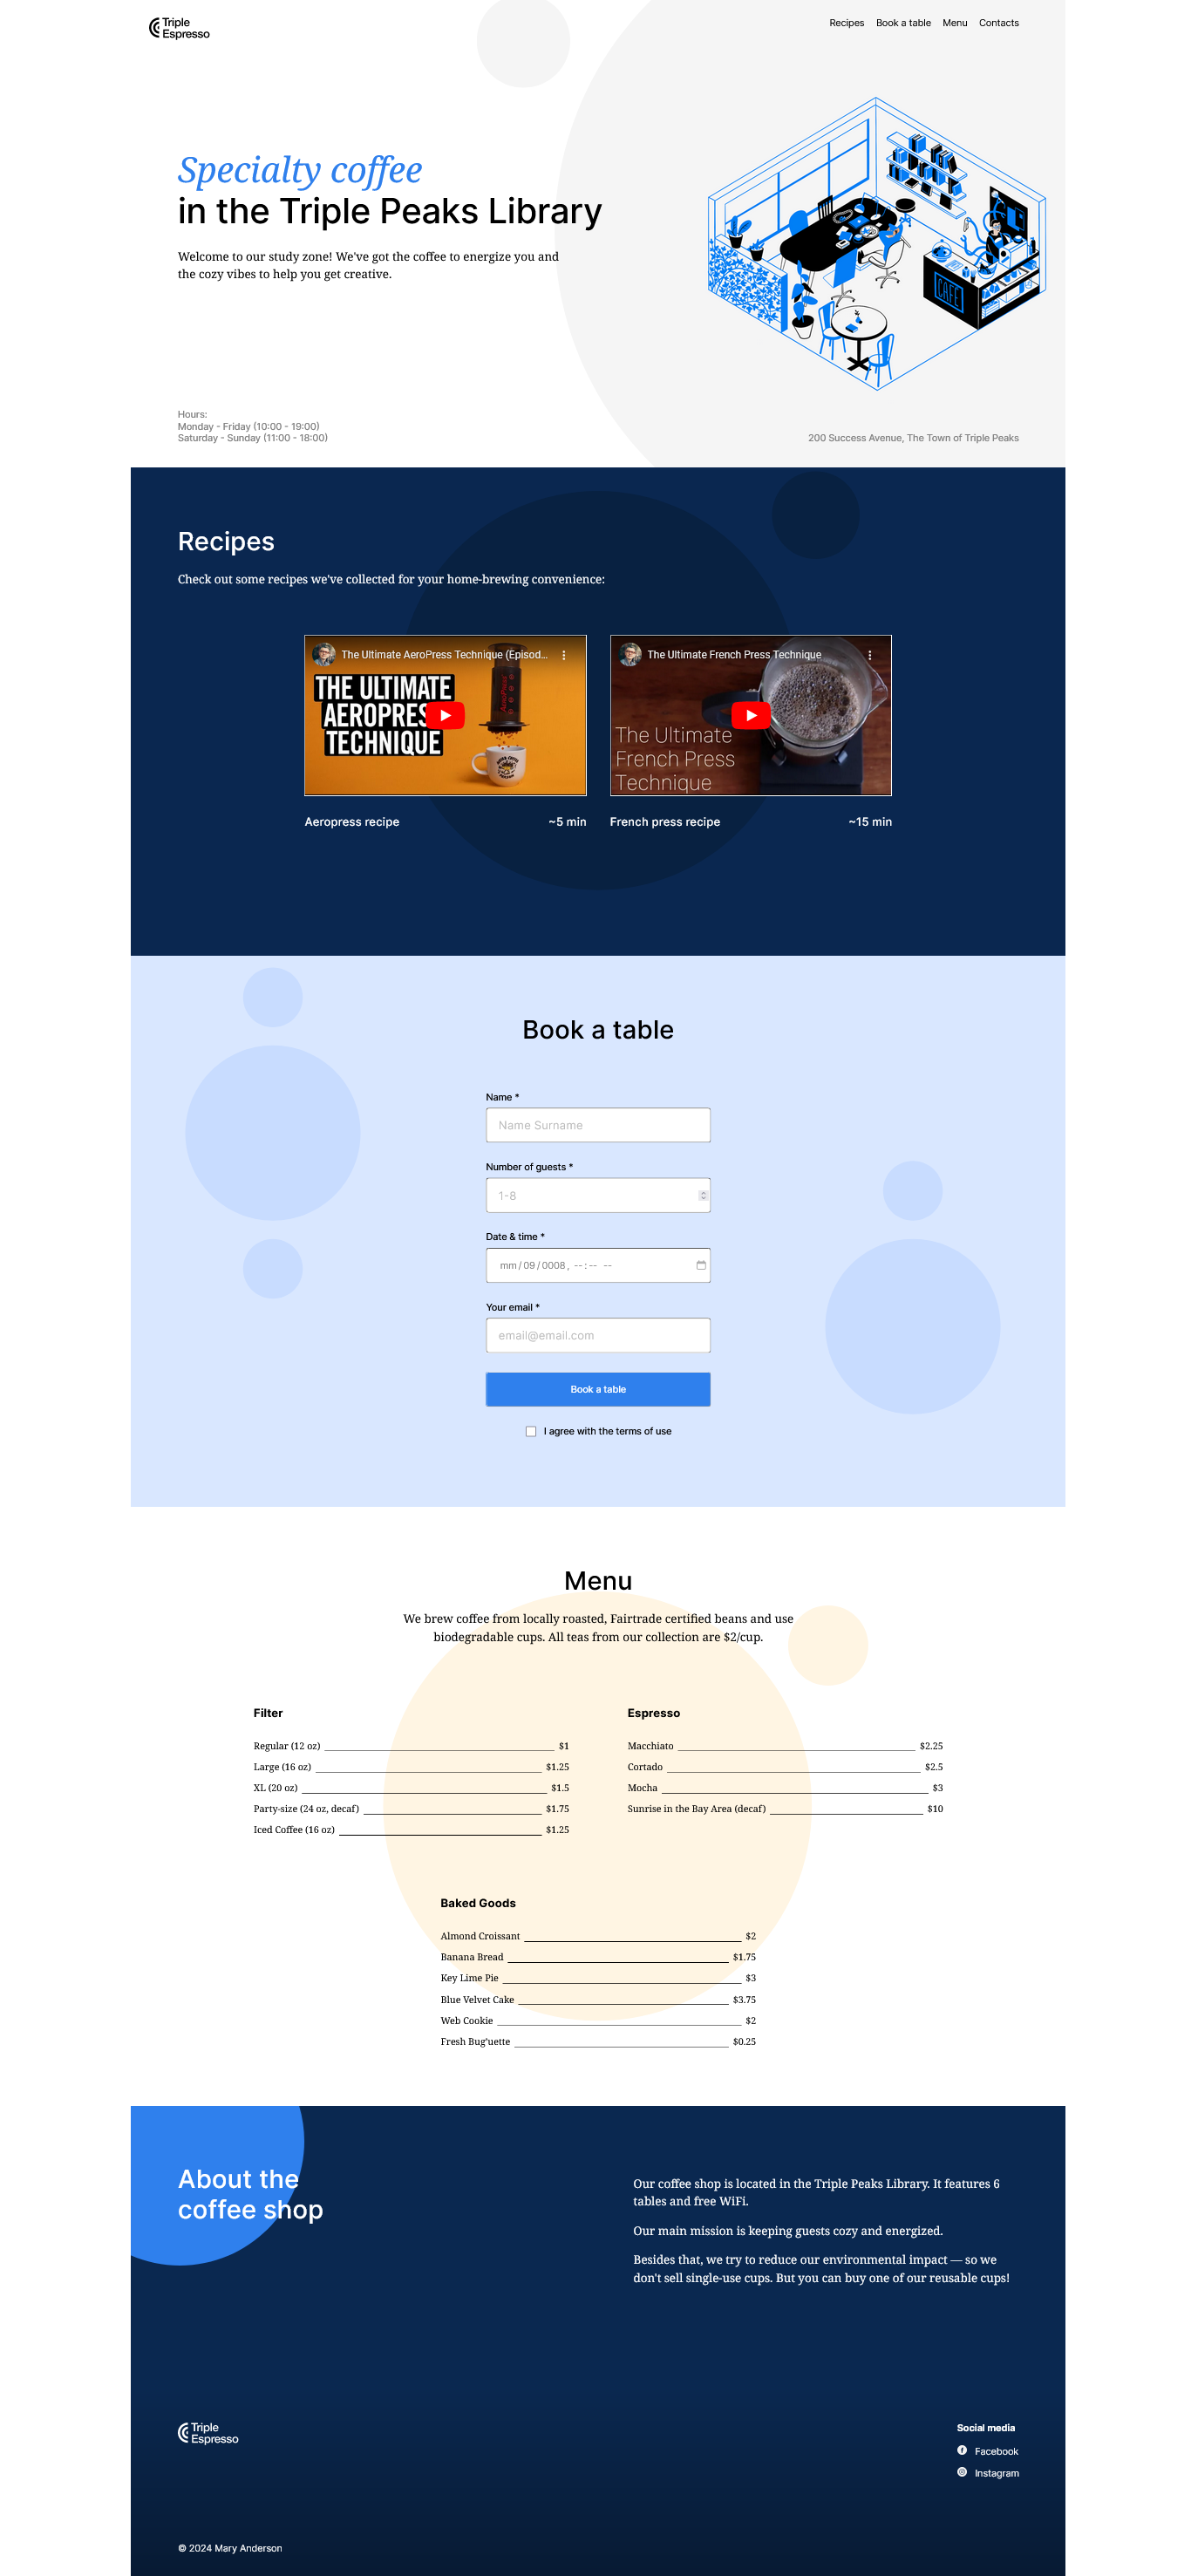 Triple
Espresso
Recipes Book a table Menu Contacts
Specialty coffee
in the Triple Peaks Library
Welcome to our study zone! We've got the coffee to energize you and
the cozy vibes to help you get creative.
CAFE
Hours:
Monday - Friday (10:00 - 19:00)
Saturday - Sunday (11:00 - 18:00)
200 Success Avenue, The Town of Triple Peaks
Recipes
Check out some recipes we've collected for your home-brewing convenience:
The Ultimate AeroPress Technique (Episod...
THE ULTIMATE
AEROPRESS
TECHNIQUE
Aeropress recipe ~5 min
The Ultimate French Press Technique
The Ultimate
French Press
Technique
French press recipe ~15 min
Book a table
Name *
Name Surname
Number of guests *
1-8
Date & time *
mm/09/0008, --:-- --
Your email *
email@email.com
Book a table
I agree with the terms of use
Menu
We brew coffee from locally roasted, Fairtrade certified beans and use
biodegradable cups. All teas from our collection are $2/cup.
Filter
Regular (12 oz) $1
Large (16 oz) $1.25
XL (20 oz) $1.5
Party-size (24 oz, decaf) $1.75
Iced Coffee (16 oz) $1.25
Espresso
Macchiato $2.25
Cortado $2.5
Mocha $3
Sunrise in the Bay Area (decaf) $10
Baked Goods
Almond Croissant $2
Banana Bread $1.75
Key Lime Pie $3
Blue Velvet Cake $3.75
Web Cookie $2
Fresh Bug'uette $0.25
About the
coffee shop
Our coffee shop is located in the Triple Peaks Library. It features 6
tables and free WiFi.
Our main mission is keeping guests cozy and energized.
Besides that, we try to reduce our environmental impact — so we
don't sell single-use cups. But you can buy one of our reusable cups!
Triple
Espresso
Social media
Facebook
Instagram
© 2024 Mary Anderson